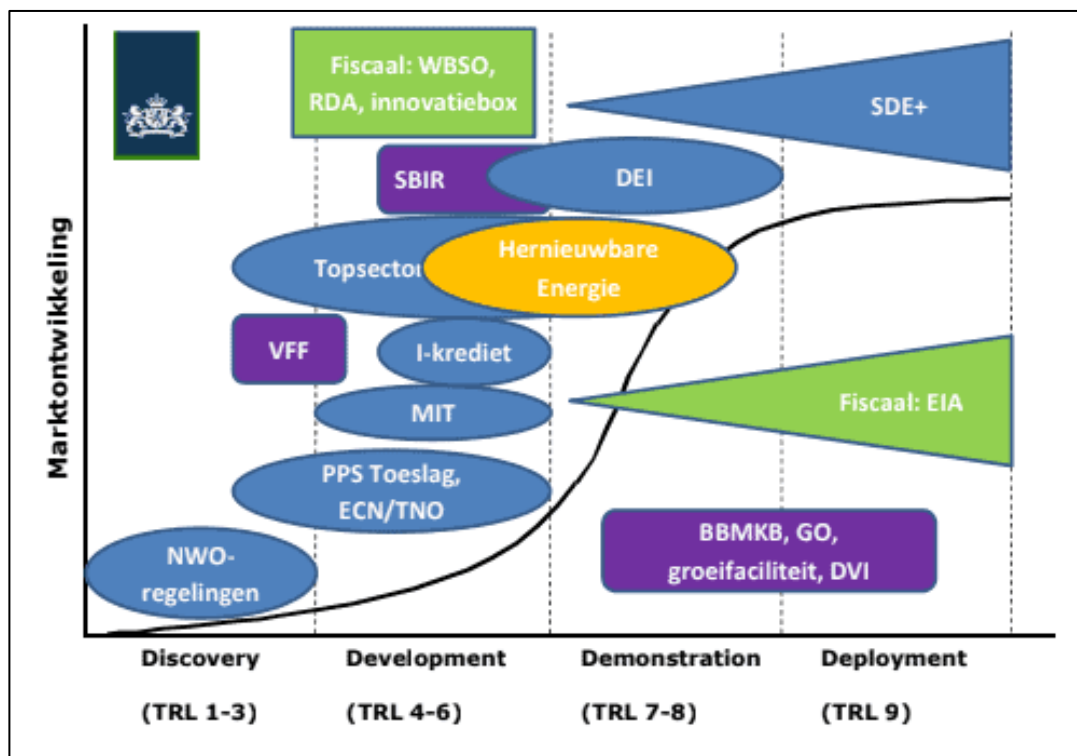 Fiscaal: WBSO,
RDA, innovatiebox
SDE+
SBIR
DEI
Topsecto
Hernieuwbare
Energie
VFF
I-krediet
MIT
Fiscaal: EIA
PPS Toeslag,
ECN/TNO
NWO-
regelingen
BBMKB, GO,
groeifaciliteit, DVI
Marktontwikkeling
Discovery
Development
Demonstration
Deployment
(TRL 1-3)
(TRL 4-6)
(TRL 7-8)
(TRL 9)